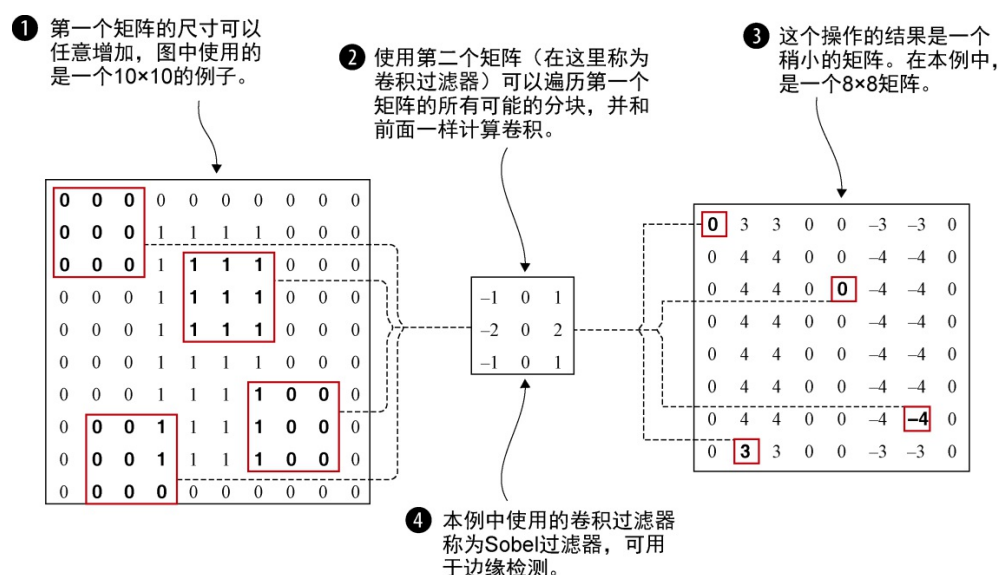 ❶ 第一个矩阵的尺寸可以
任意增加，图中使用的
是一个10×10的例子。
❷ 使用第二个矩阵（在这里称为
卷积过滤器）可以遍历第一个
矩阵的所有可能的分块，并和
前面一样计算卷积。
❸ 这个操作的结果是一个
稍小的矩阵。在本例中，
是一个8×8矩阵。
0 0 0 0 0 0 0 0 0 0
0 0 0 1 1 1 1 0 0 0
0 0 0 1 1 1 1 0 0 0
0 0 0 1 1 1 1 0 0 0
0 0 0 1 1 1 1 0 0 0
0 0 0 1 1 1 1 0 0 0
0 0 0 1 1 1 1 0 0 0
0 0 0 1 1 1 1 0 0 0
0 0 0 1 1 1 1 0 0 0
0 0 0 0 0 0 0 0 0 0
–1 0 1
–2 0 2
–1 0 1
0 3 3 0 0 –3 –3 0
0 4 4 0 0 –4 –4 0
0 4 4 0 0 –4 –4 0
0 4 4 0 0 –4 –4 0
0 4 4 0 0 –4 –4 0
0 4 4 0 0 –4 –4 0
0 4 4 0 0 –4 –4 0
0 3 3 0 0 –3 –3 0
❹ 本例中使用的卷积过滤器
称为Sobel过滤器，可用
于边缘检测。